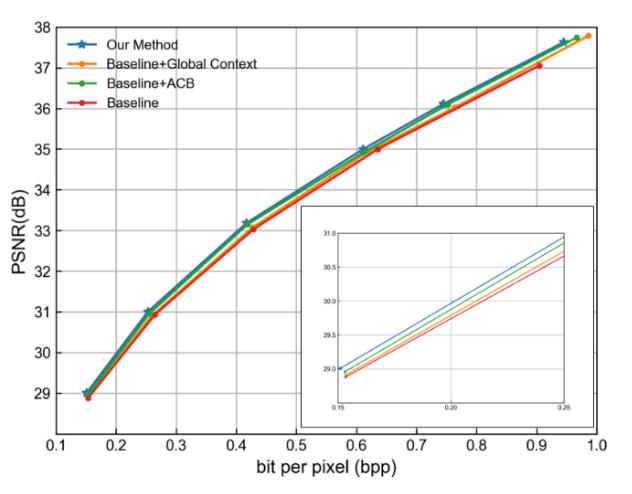 38
37
36
35
34
33
32
31
30
29
PSNR(dB)
Our Method
Baseline+Global Context
Baseline+ACB
Baseline
31.0
30.5
30.0
29.5
29.0
0.15 0.20 0.25
0.1 0.2 0.3 0.4 0.5 0.6 0.7 0.8 0.9 1.0
bit per pixel (bpp)